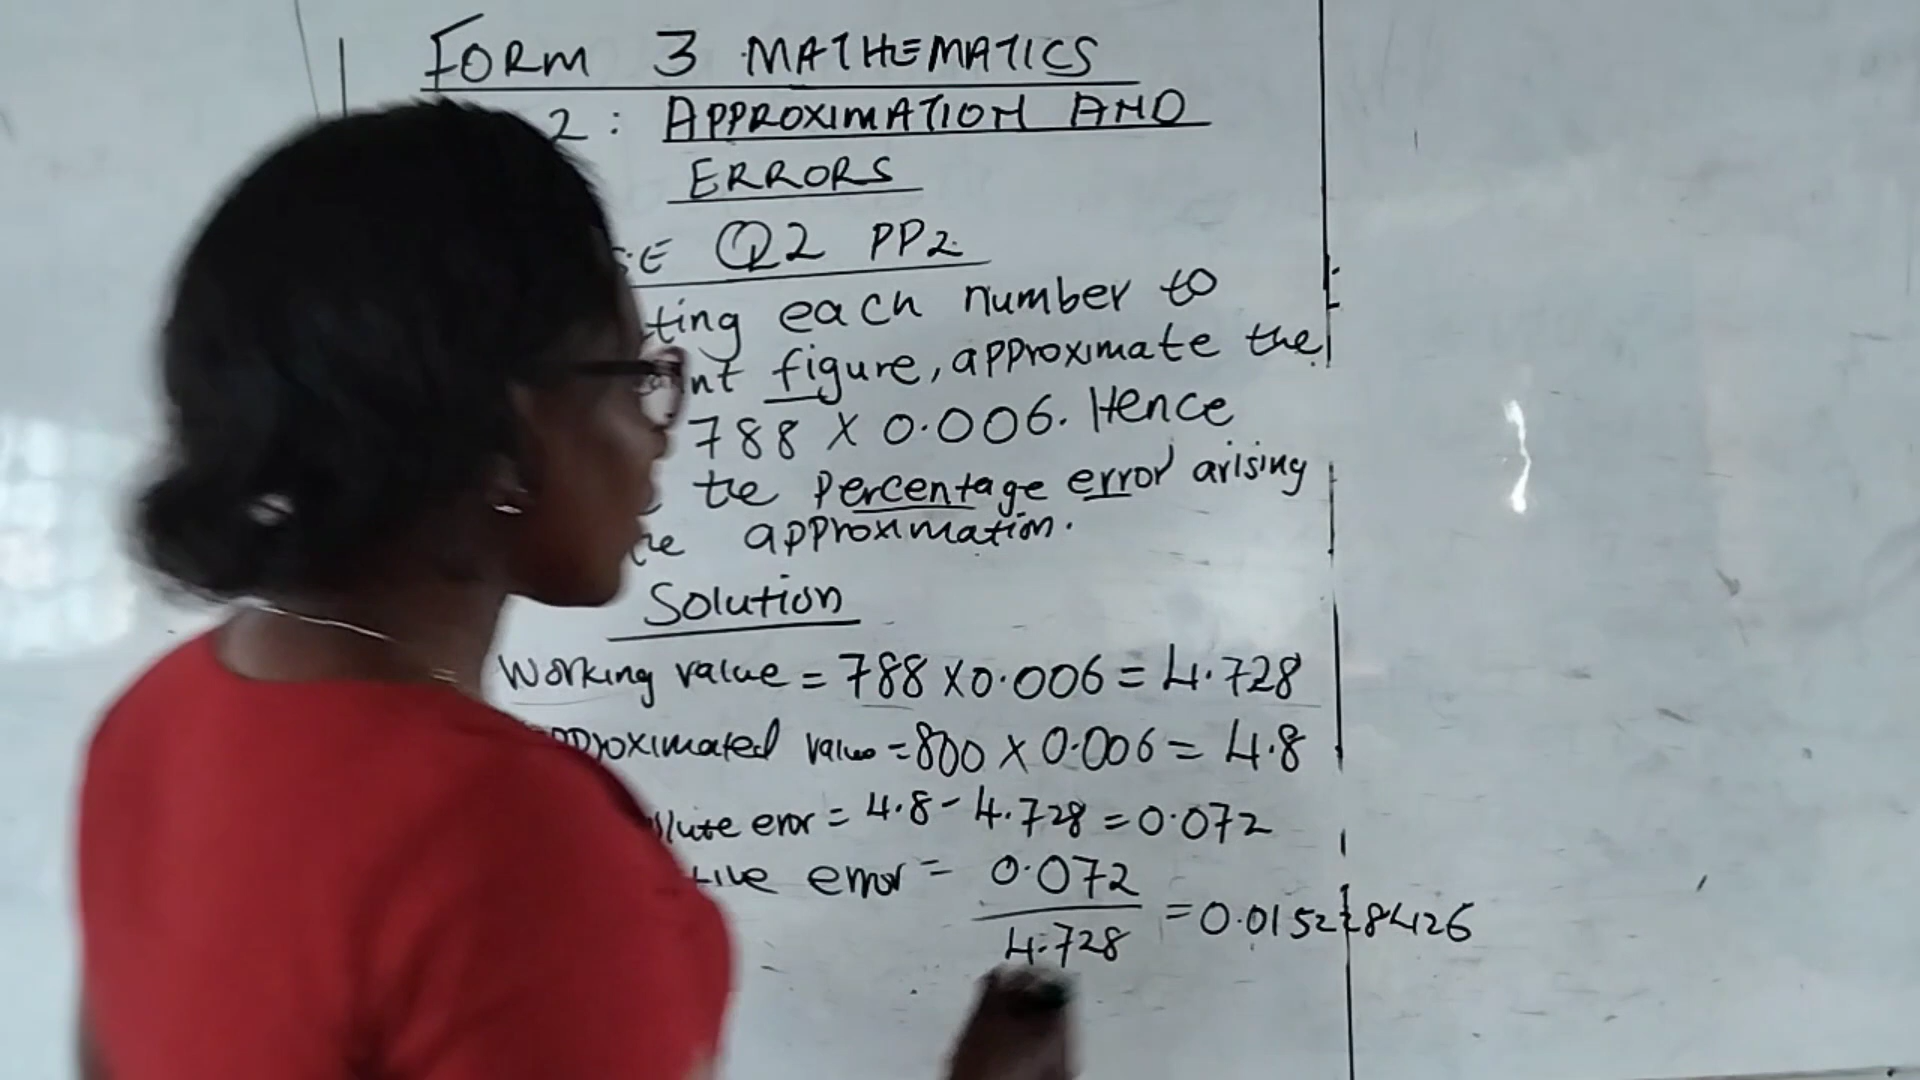 FORM 3 MATHEMATICS
2: APPROXIMATION AND
ERRORS
Q2 PP2
each number to
figure, approximate the
788 X 0.006. Hence
the percentage error arising
approximation.
Solution
Working value = 788 X 0.006 = 4.728
value = 800 X 0.006 = 4.8
error = 4.8 - 4.728 = 0.072
error = 0.072
4.728
= 0.015228426